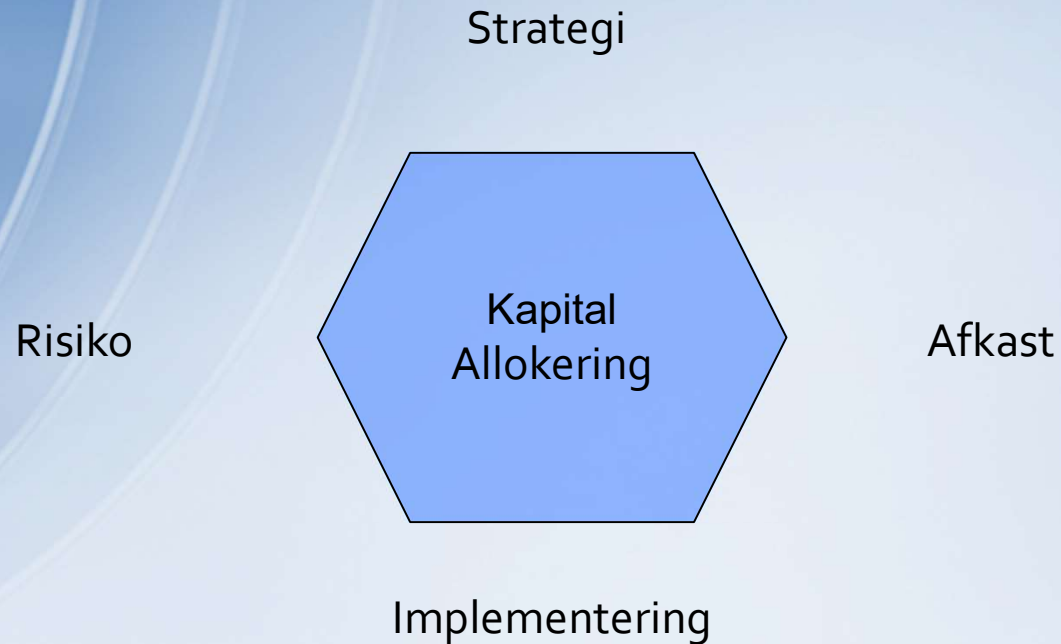 Strategi
Risiko
Kapital
Allokering
Afkast
Implementering